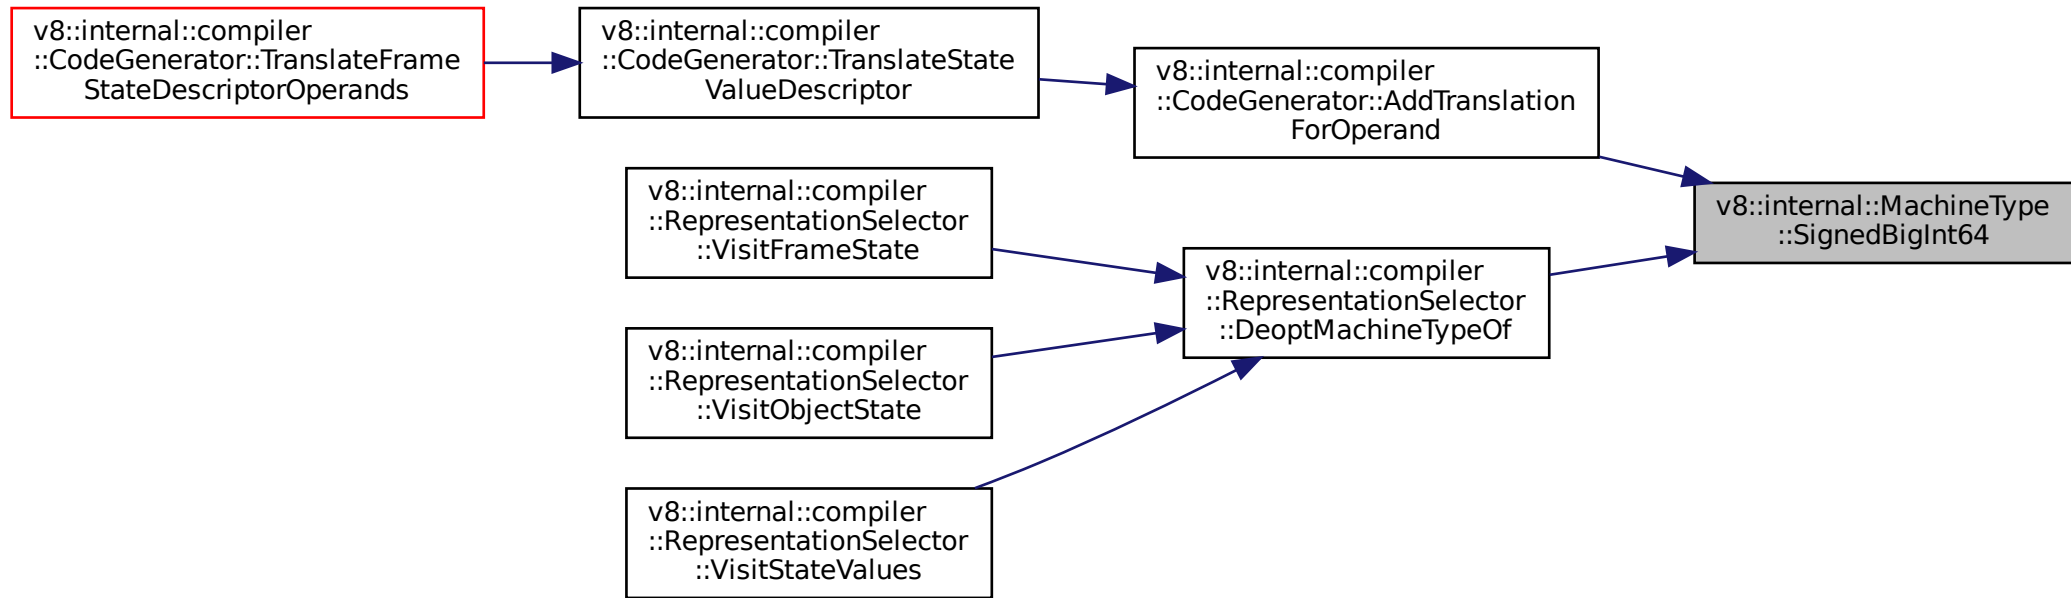 v8::internal::compiler
::CodeGenerator::TranslateFrame
StateDescriptorOperands
v8::internal::compiler
::CodeGenerator::TranslateState
ValueDescriptor
v8::internal::compiler
::CodeGenerator::AddTranslation
ForOperand
v8::internal::MachineType
::SignedBigInt64
v8::internal::compiler
::RepresentationSelector
::VisitFrameState
v8::internal::compiler
::RepresentationSelector
::DeoptMachineTypeOf
v8::internal::compiler
::RepresentationSelector
::VisitObjectState
v8::internal::compiler
::RepresentationSelector
::VisitStateValues